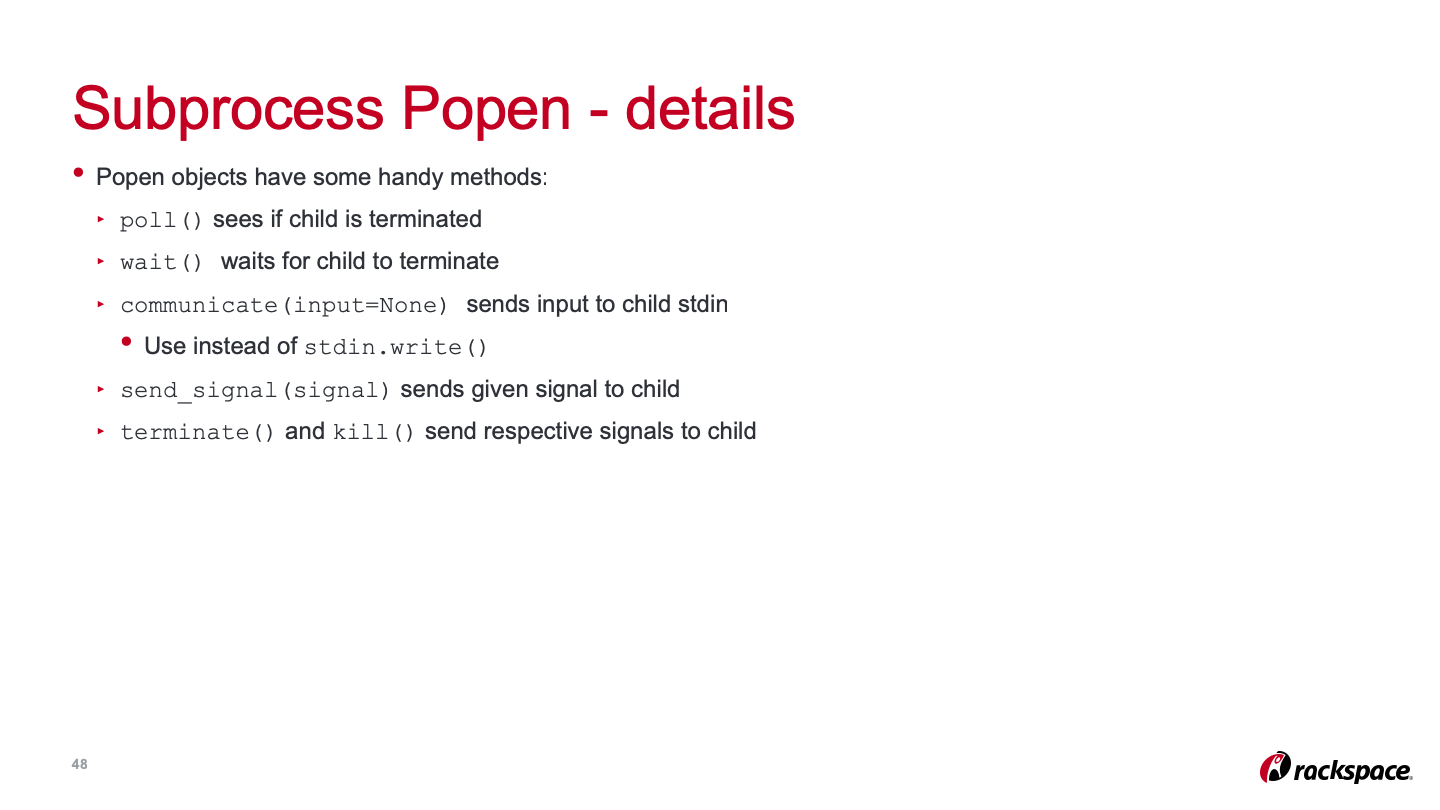 Subprocess Popen - details
• Popen objects have some handy methods:
‣ poll() sees if child is terminated
‣ wait() waits for child to terminate
‣ communicate(input=None) sends input to child stdin
• Use instead of stdin.write()
‣ send_signal(signal) sends given signal to child
‣ terminate() and kill() send respective signals to child
48
rackspace.